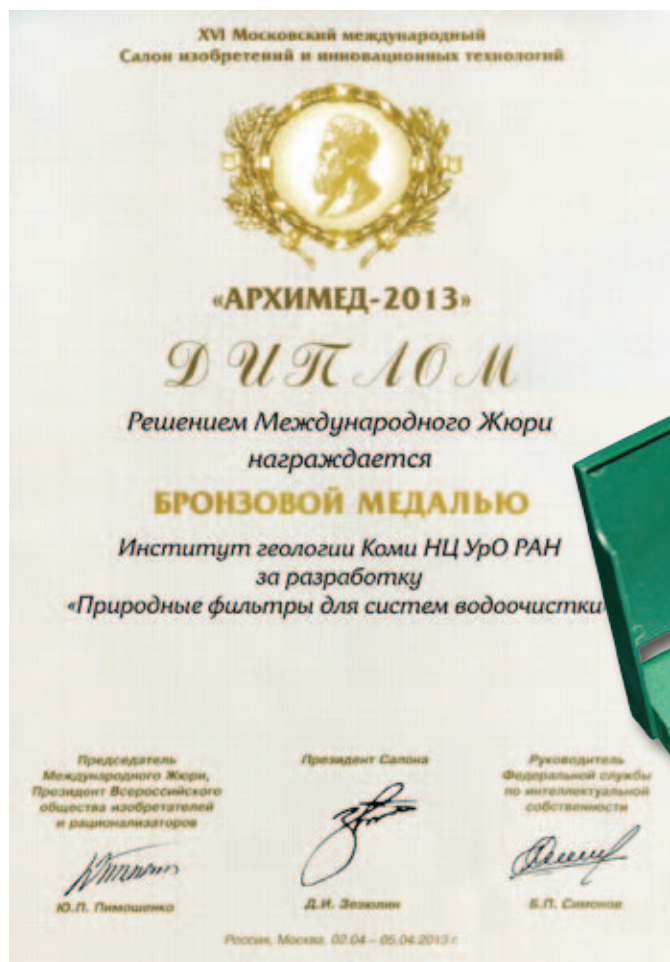 XVI Московский международный
Салон изобретений и инновационных технологий
«АРХИМЕД-2013»
ДИПЛОМ
Решением Международного Жюри
награждается
БРОНЗОВОЙ МЕДАЛЬЮ
Институт геологии Коми НЦ УрО РАН
за разработку
«Природные фильтры для систем водоочистки»
Председатель
Международного Жюри,
Президент Всероссийского
общества изобретателей
и рационализаторов
Ю.П. Пимошенко
Президент Салона
Д.И. Зезюлин
Руководитель
Федеральной службы
по интеллектуальной
собственности
Б.П. Симонов
Россия, Москва, 02.04 – 05.04.2013 г.